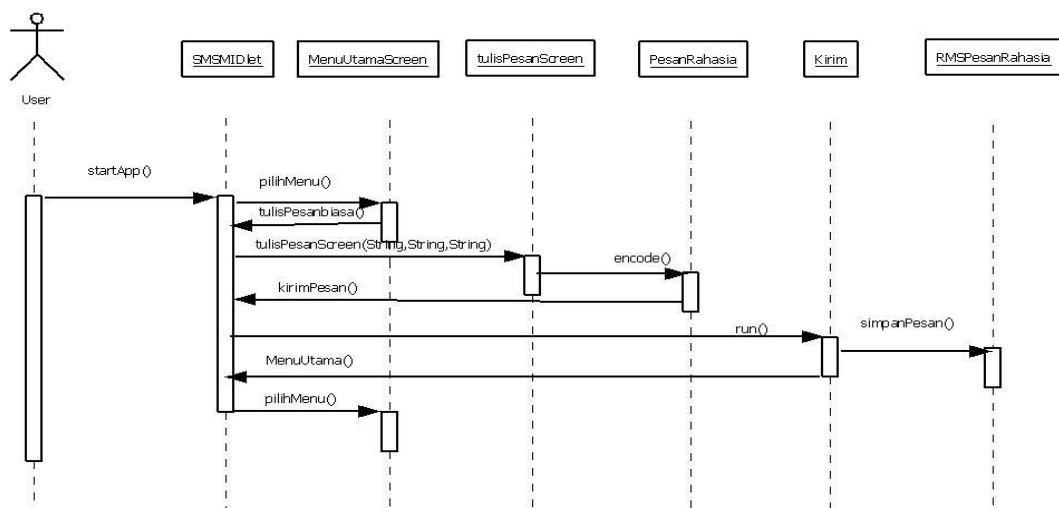 User
SMSMIDlet
MenuUtamaScreen
tulisPesanScreen
PesanRahasia
Kirim
RMSPesanRahasia
startApp()
pilihMenu()
tulisPesanbiasa()
tulisPesanScreen(String,String,String)
encode()
kirimPesan()
run()
simpanPesan()
MenuUtama()
pilihMenu()